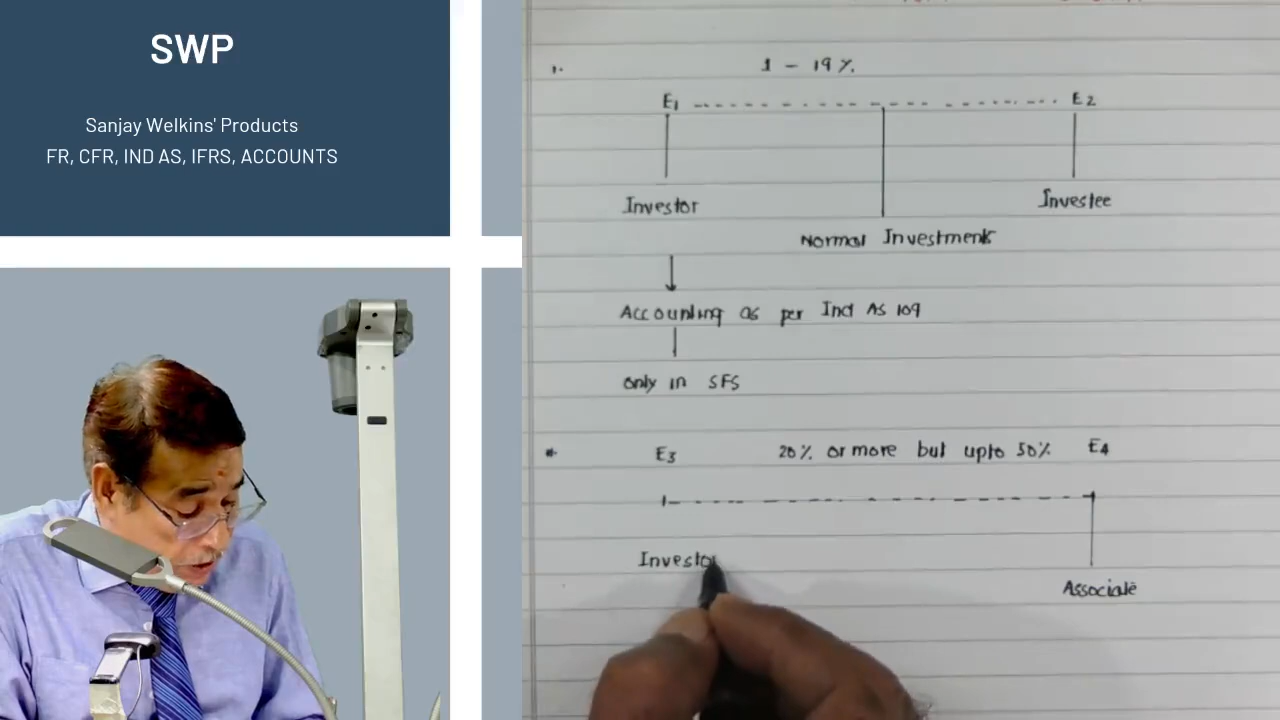 SWP
Sanjay Welkins' Products
FR, CFR, IND AS, IFRS, ACCOUNTS
1. 1 - 19%
E1 E2
Investor Investee
Normal Investment
Accounting as per Ind AS 109
only in SFS
* E3 20% or more but upto 50% E4
Investor
Associate